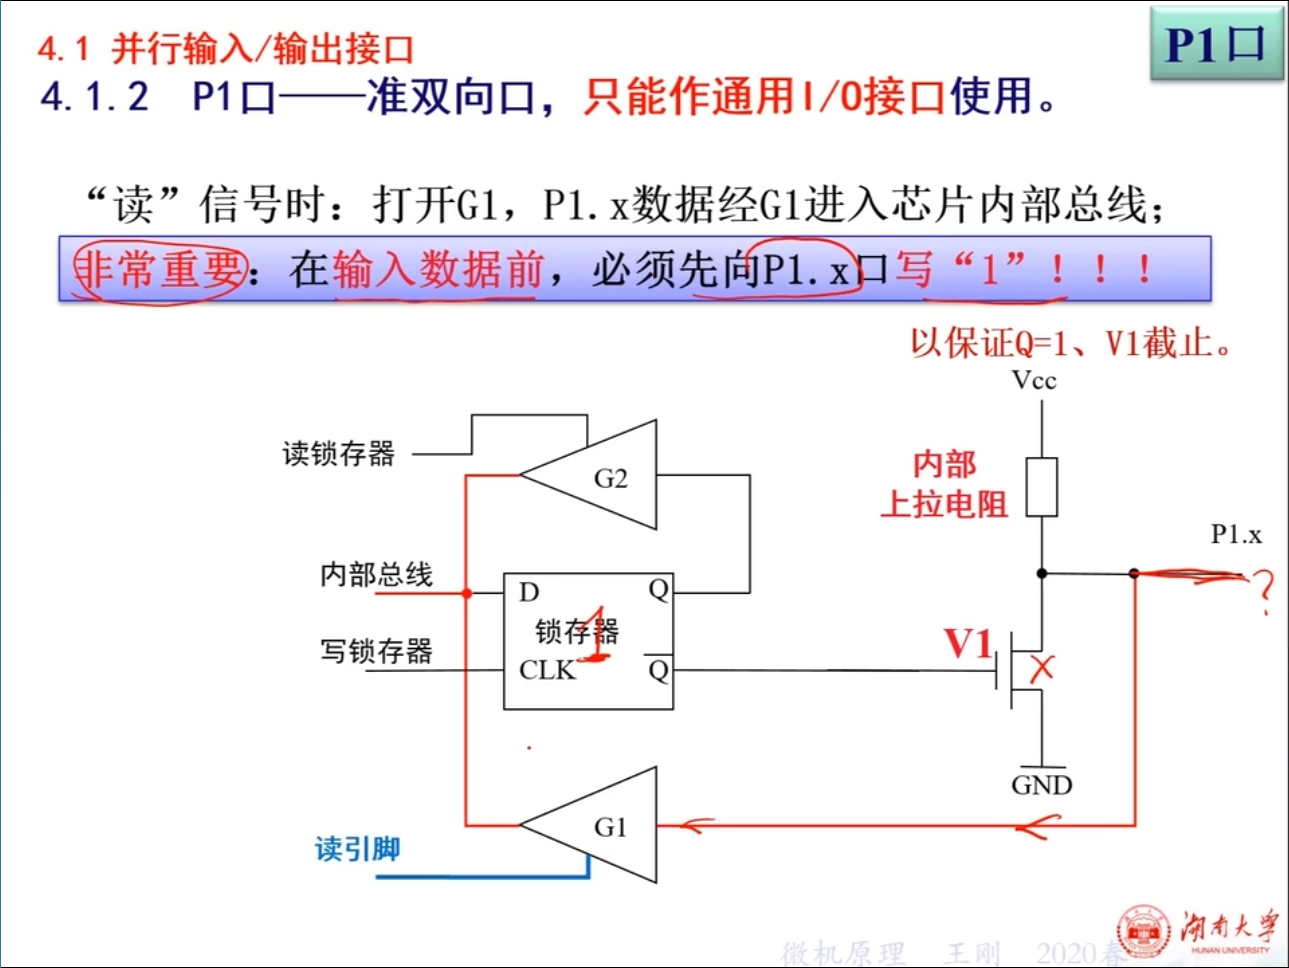 P1口
4.1 并行输入/输出接口
4.1.2 P1口——准双向口，只能作通用I/O接口使用。
“读”信号时：打开G1，P1.x数据经G1进入芯片内部总线；
非常重要：在输入数据前，必须先向P1.x口写“1”！！！
以保证Q=1、V1截止。
Vcc
读锁存器
G2
内部
上拉电阻
P1.x
?
内部总线
D
Q
锁存器
1
写锁存器
CLK
Q
V1
X
GND
G1
读引脚
湖南大学
HUNAN UNIVERSITY
微机原理 王刚 2020春